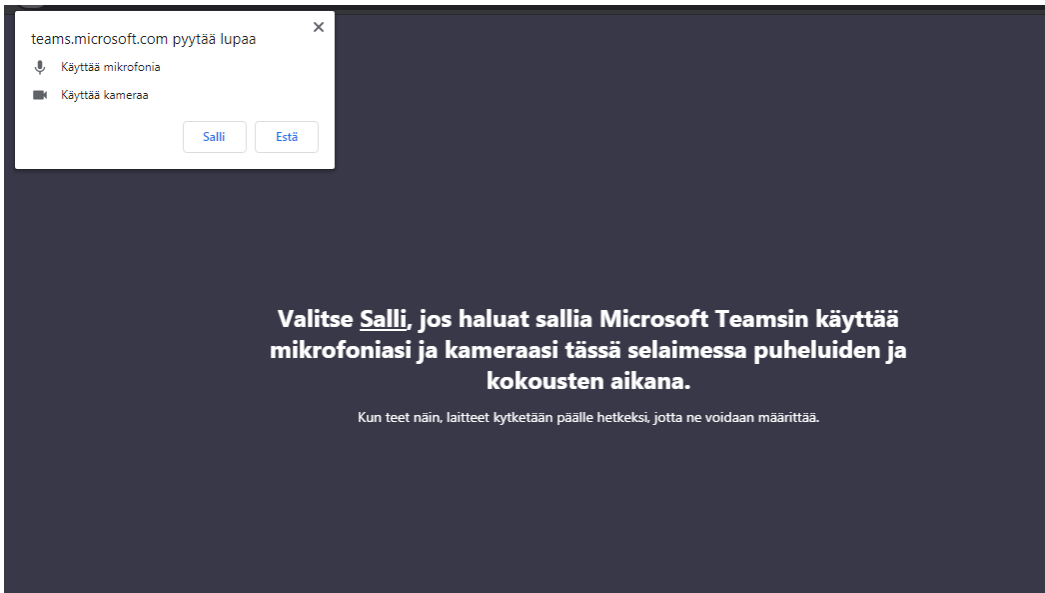 teams.microsoft.com pyytää lupaa
Käyttää mikrofonia
Käyttää kameraa
Salli
Estä
Valitse Salli, jos haluat sallia Microsoft Teamsin käyttää
mikrofoniasi ja kameraasi tässä selaimessa puheluiden ja
kokousten aikana.
Kun teet näin, laitteet kytketään päälle hetkeksi, jotta ne voidaan määrittää.